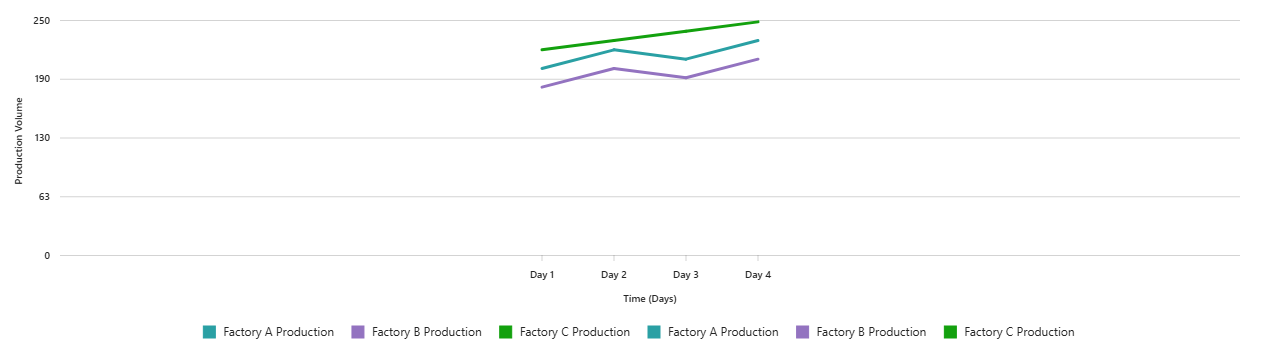 250
190
130
63
0
Production Volume
Day 1 Day 2 Day 3 Day 4
Time (Days)
Factory A Production Factory B Production Factory C Production Factory A Production Factory B Production Factory C Production